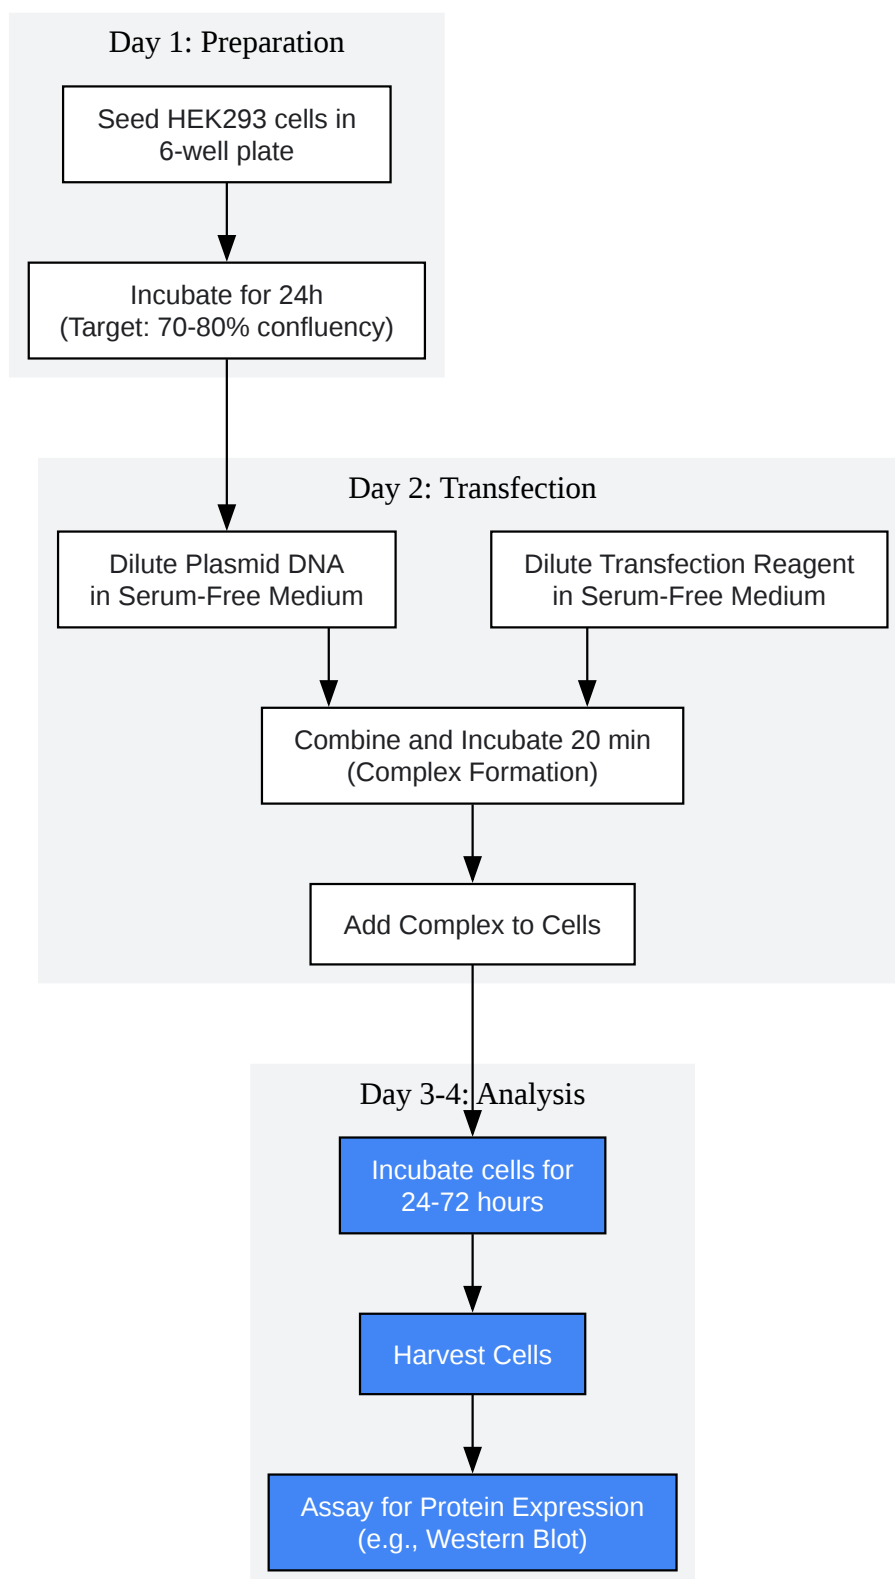 Day 1: Preparation
Seed HEK293 cells in
6-well plate
Incubate for 24h
(Target: 70-80% confluency)
Day 2: Transfection
Dilute Plasmid DNA
in Serum-Free Medium
Dilute Transfection Reagent
in Serum-Free Medium
Combine and Incubate 20 min
(Complex Formation)
Add Complex to Cells
Day 3-4: Analysis
Incubate cells for
24-72 hours
Harvest Cells
Assay for Protein Expression
(e.g., Western Blot)